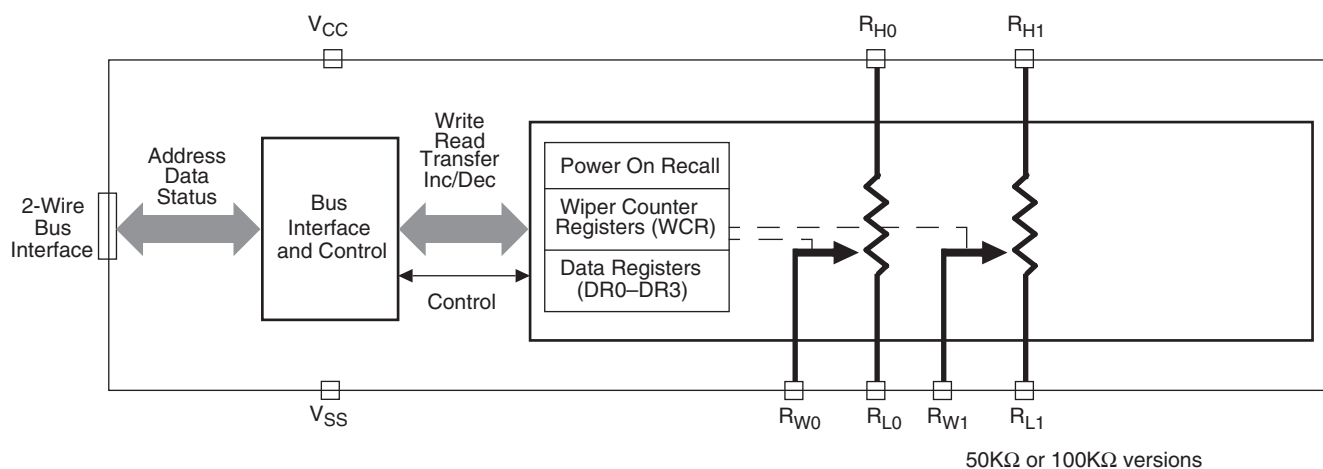 VCC
RH0
RH1
2-Wire
Bus
Interface
Address
Data
Status
Bus
Interface
and Control
Write
Read
Transfer
Inc/Dec
Control
Power On Recall
Wiper Counter
Registers (WCR)
Data Registers
(DR0–DR3)
VSS
RW0
RL0
RW1
RL1
50KΩ or 100KΩ versions